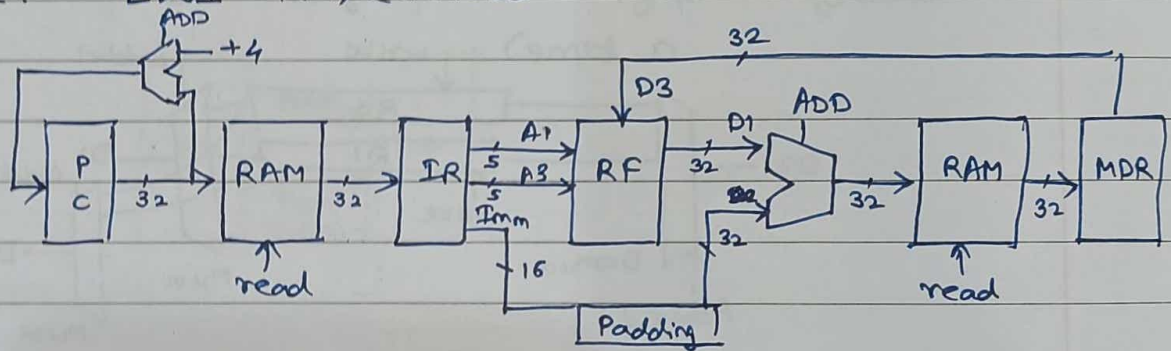 ADD
+4
32
D3
ADD
P
C
32
RAM
32
IR
A1
5
A3
5
Imm
RF
D1
32
32
32
RAM
32
MDR
16
read
read
Padding